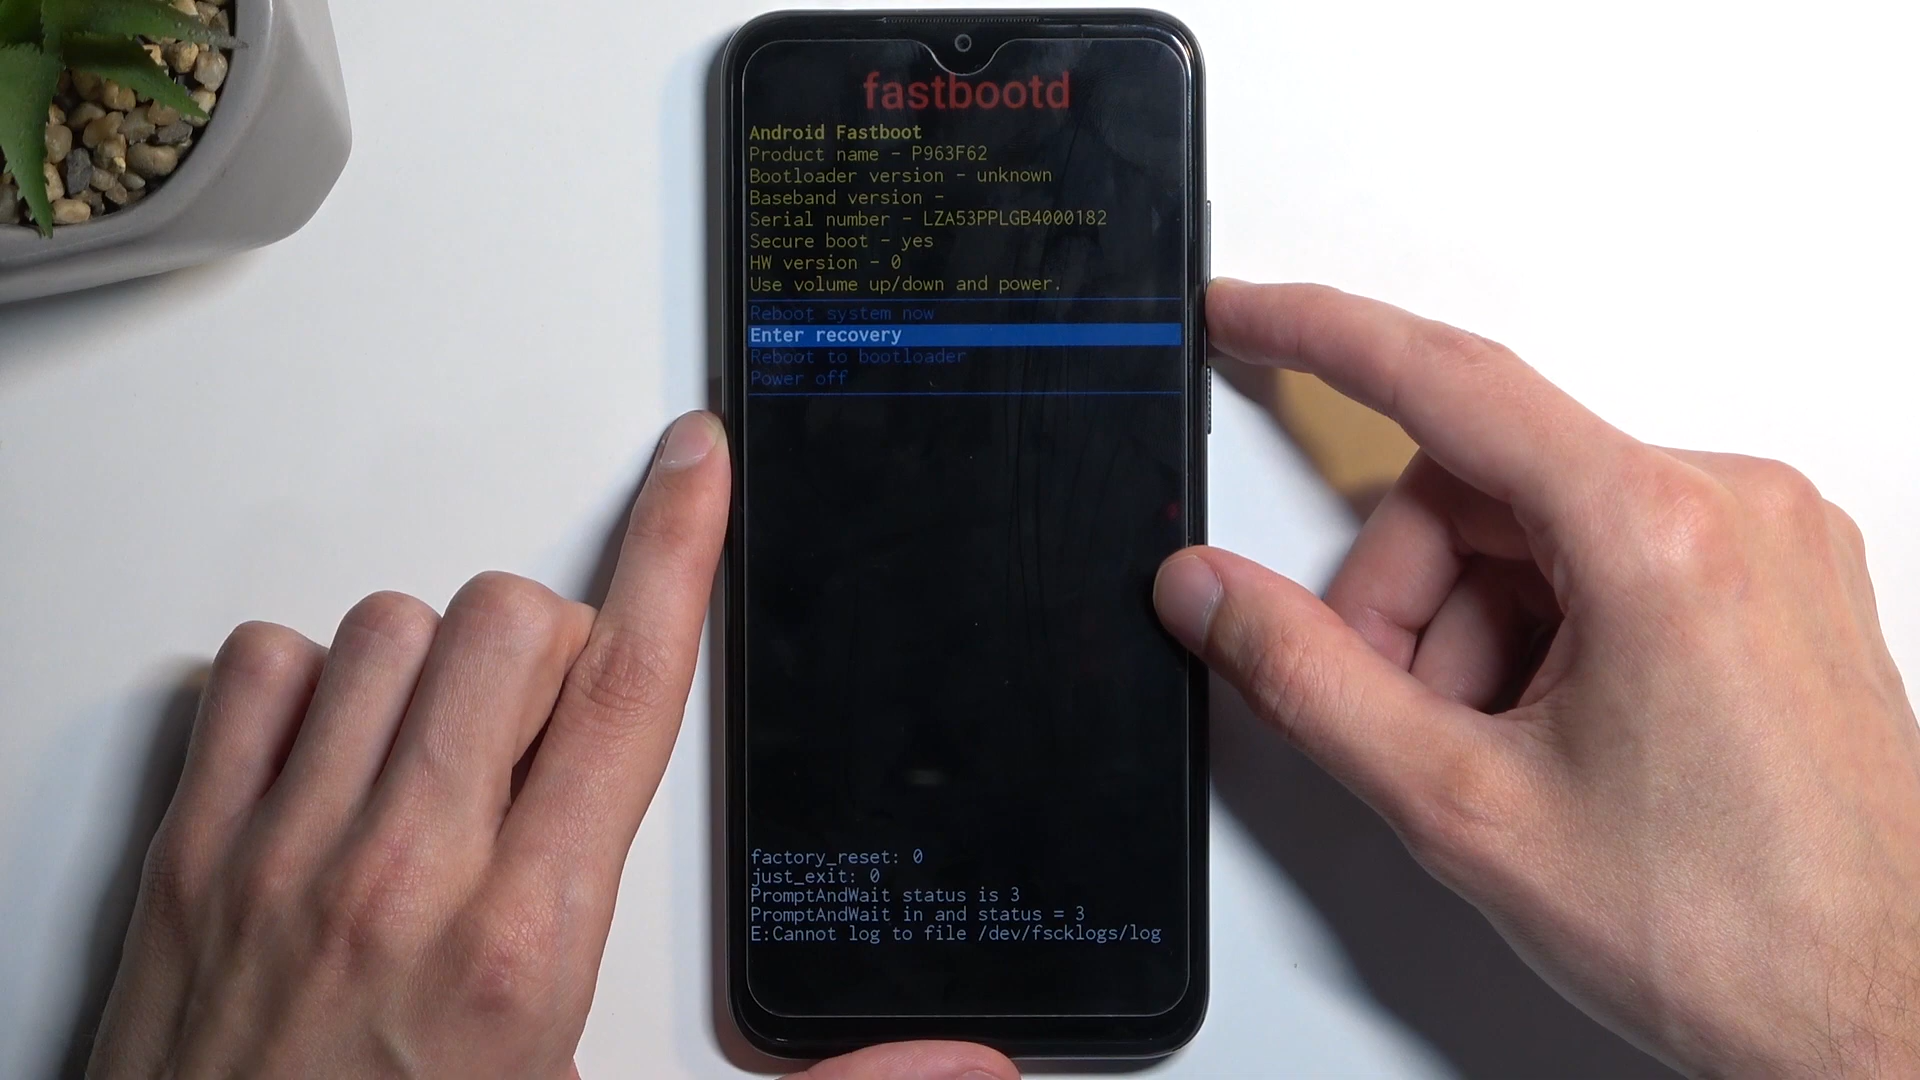 fastbootd
Android Fastboot
Product name - P963F62
Bootloader version - unknown
Baseband version -
Serial number - LZA53PPLGB4000182
Secure boot - yes
HW version - 0
Use volume up/down and power.
Reboot system now
Enter recovery
Reboot to bootloader
Power off
factory_reset: 0
just_exit: 0
PromptAndWait status is 3
PromptAndWait in and status = 3
E:Cannot log to file /dev/fscklogs/log